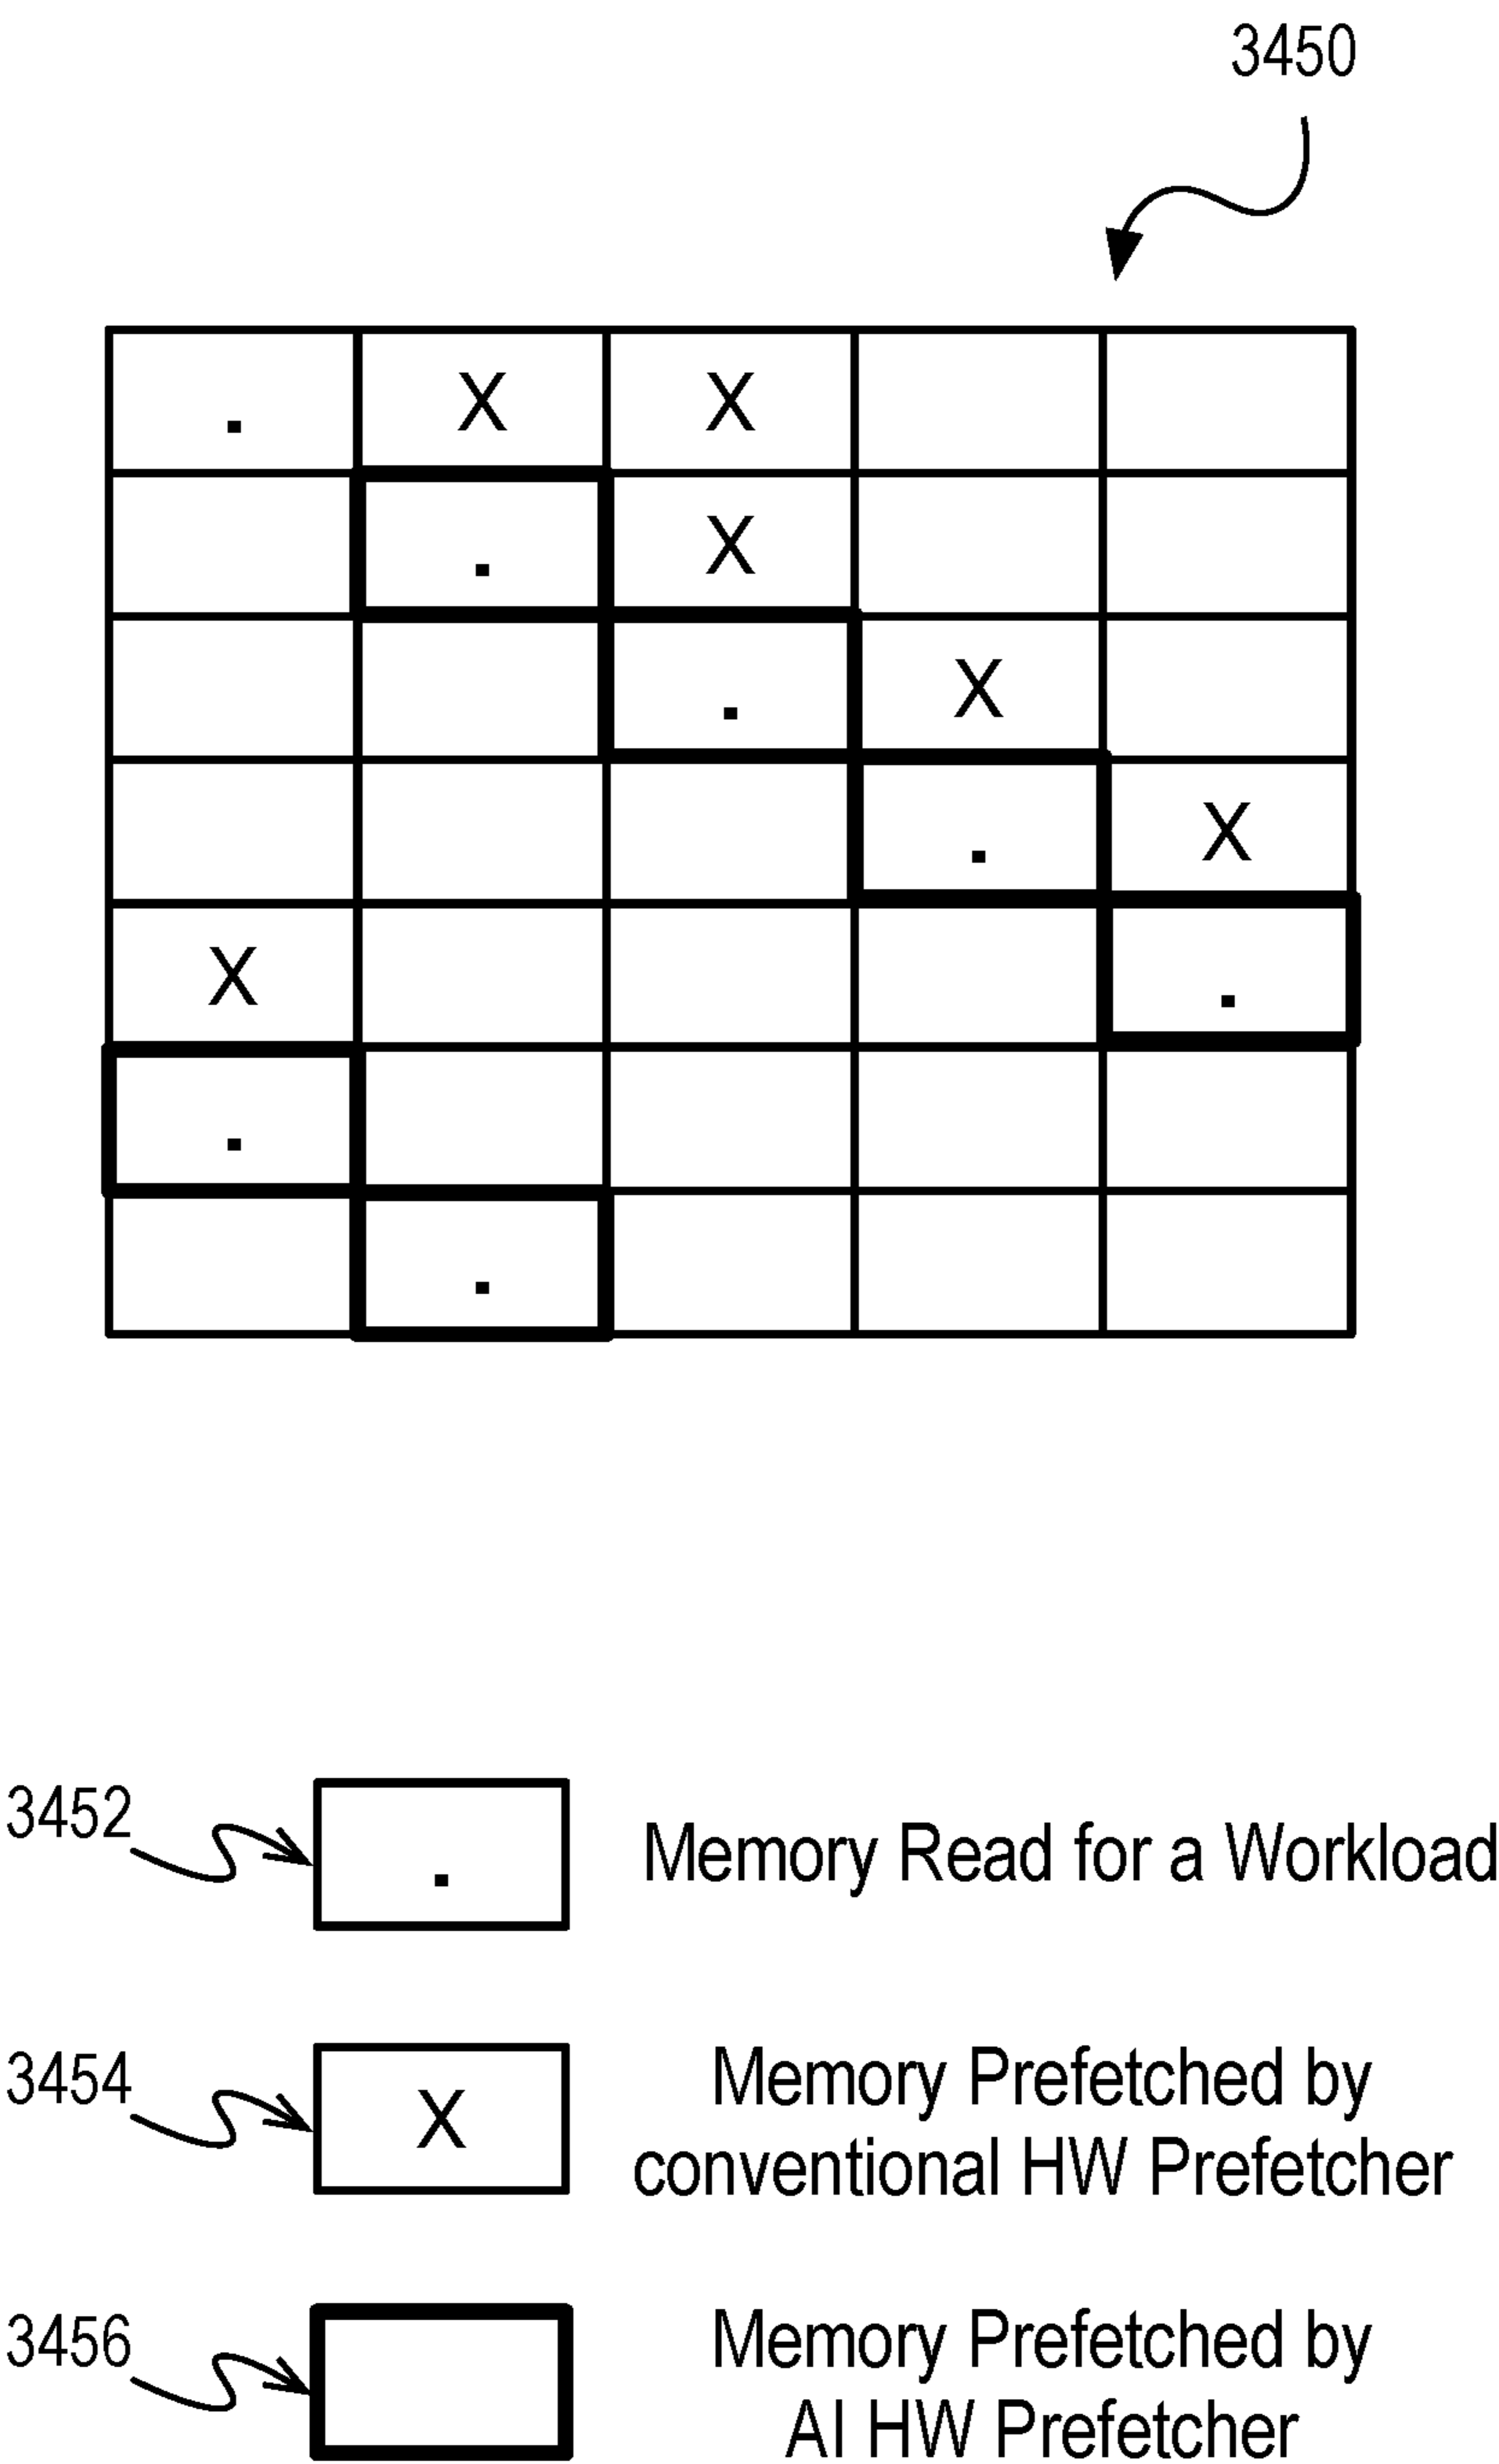 3450
. X X
. X
. X
. X
X .
.
.
3452
.
Memory Read for a Workload
3454
X
Memory Prefetched by
conventional HW Prefetcher
3456
Memory Prefetched by
AI HW Prefetcher